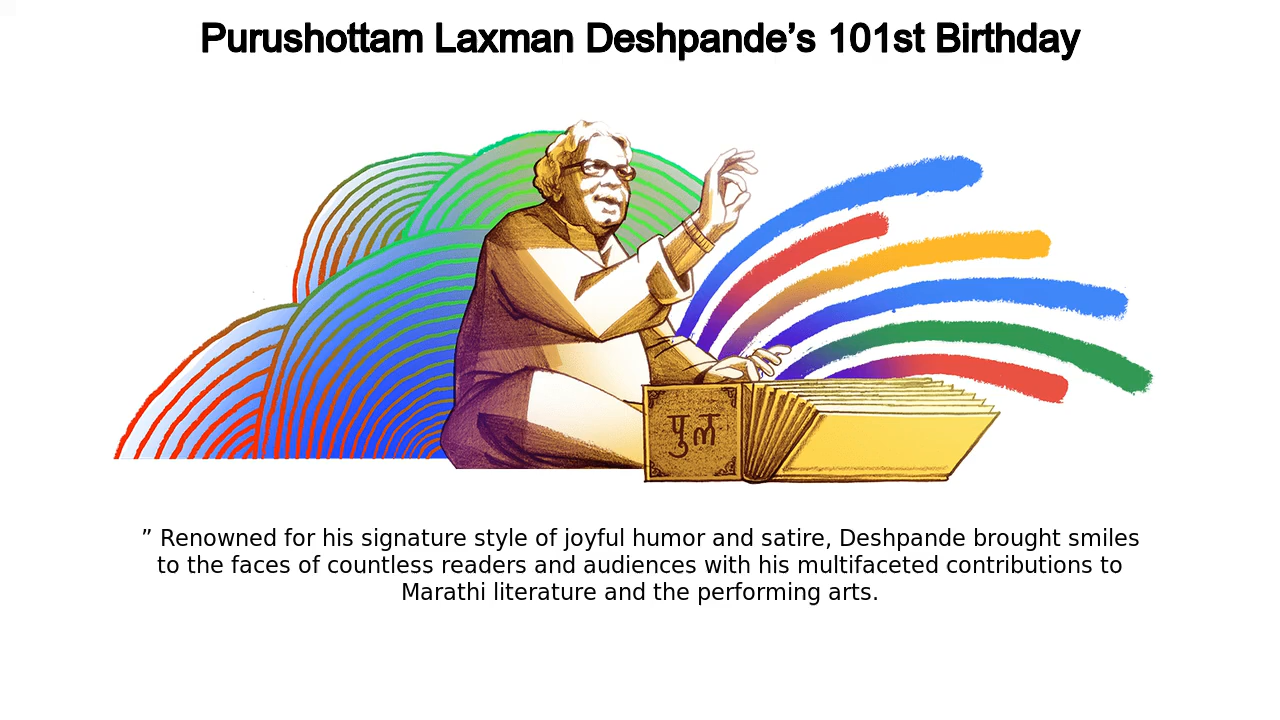 Purushottam Laxman Deshpande’s 101st Birthday
पु ल
” Renowned for his signature style of joyful humor and satire, Deshpande brought smiles
to the faces of countless readers and audiences with his multifaceted contributions to
Marathi literature and the performing arts.